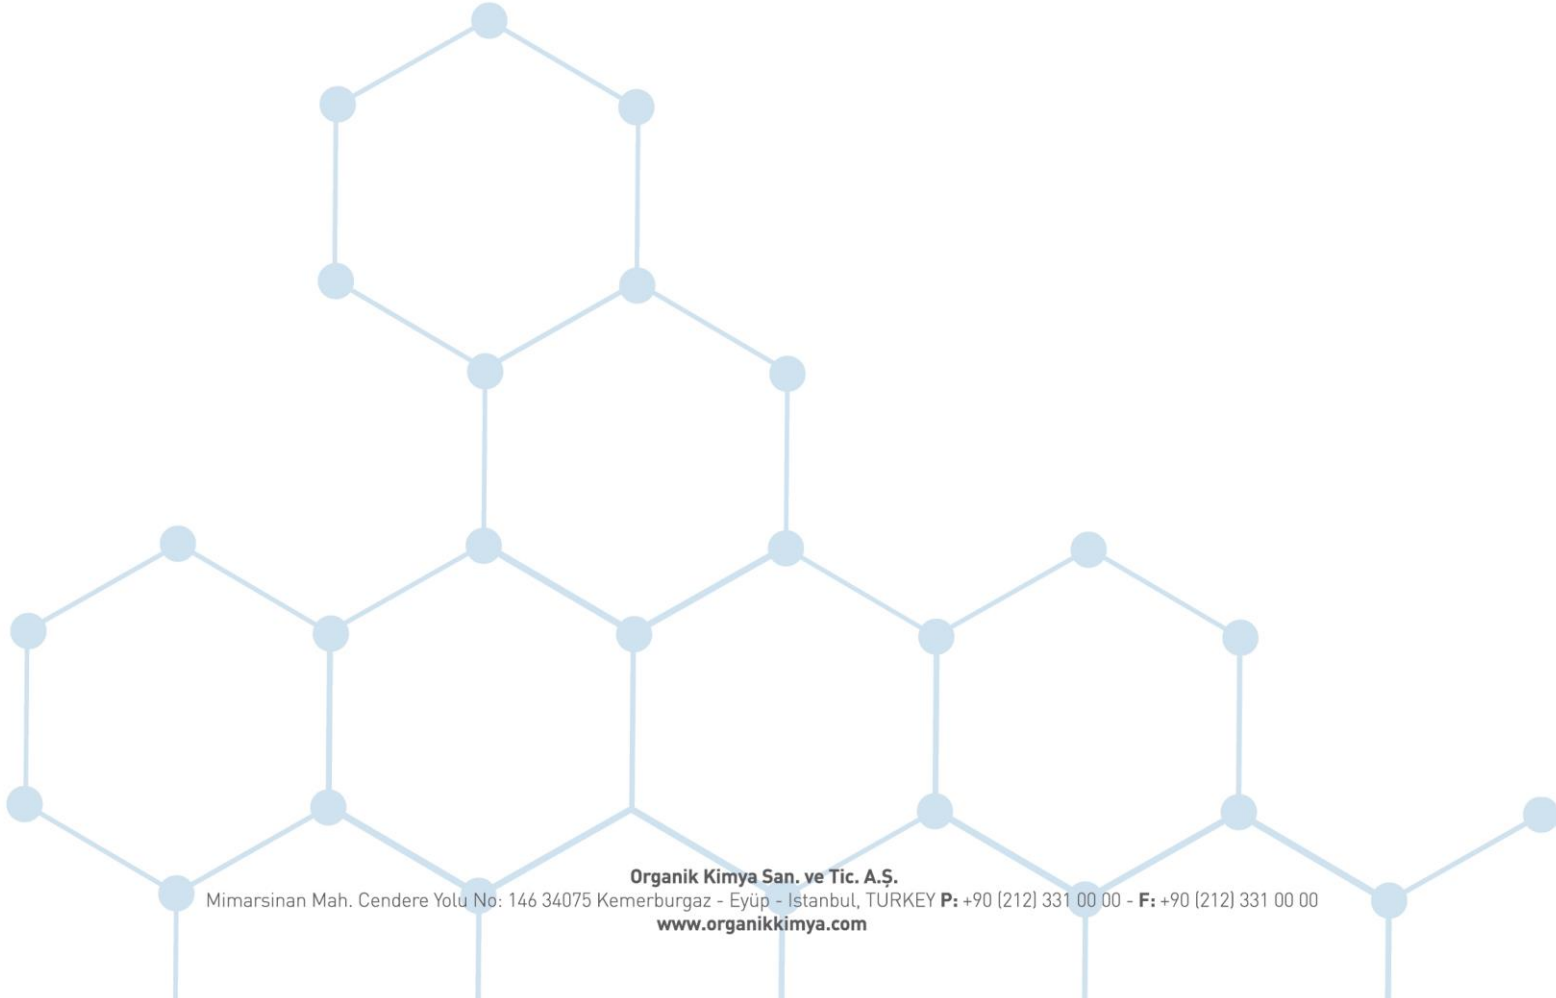 Organik Kimya San. ve Tic. A.Ş.
Mimarsinan Mah. Cendere Yolu No: 146 34075 Kemerburgaz - Eyüp - Istanbul, TURKEY P: +90 (212) 331 00 00 - F: +90 (212) 331 00 00
www.organikkimya.com